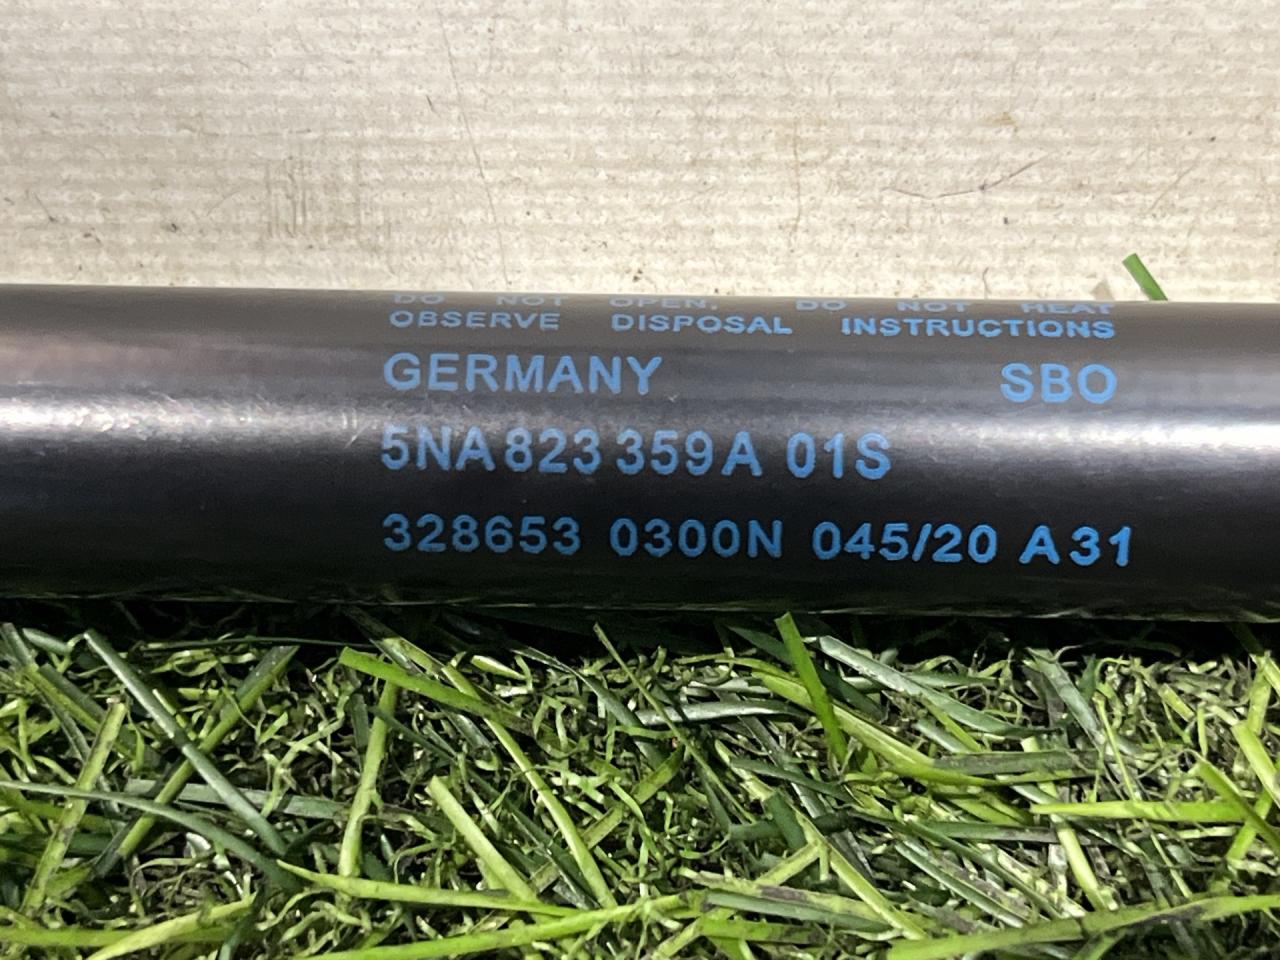 DO NOT OPEN, DO NOT HEAT
OBSERVE DISPOSAL INSTRUCTIONS
GERMANY SBO
5NA 823 359 A 01S
328653 0300N 045/20 A 31